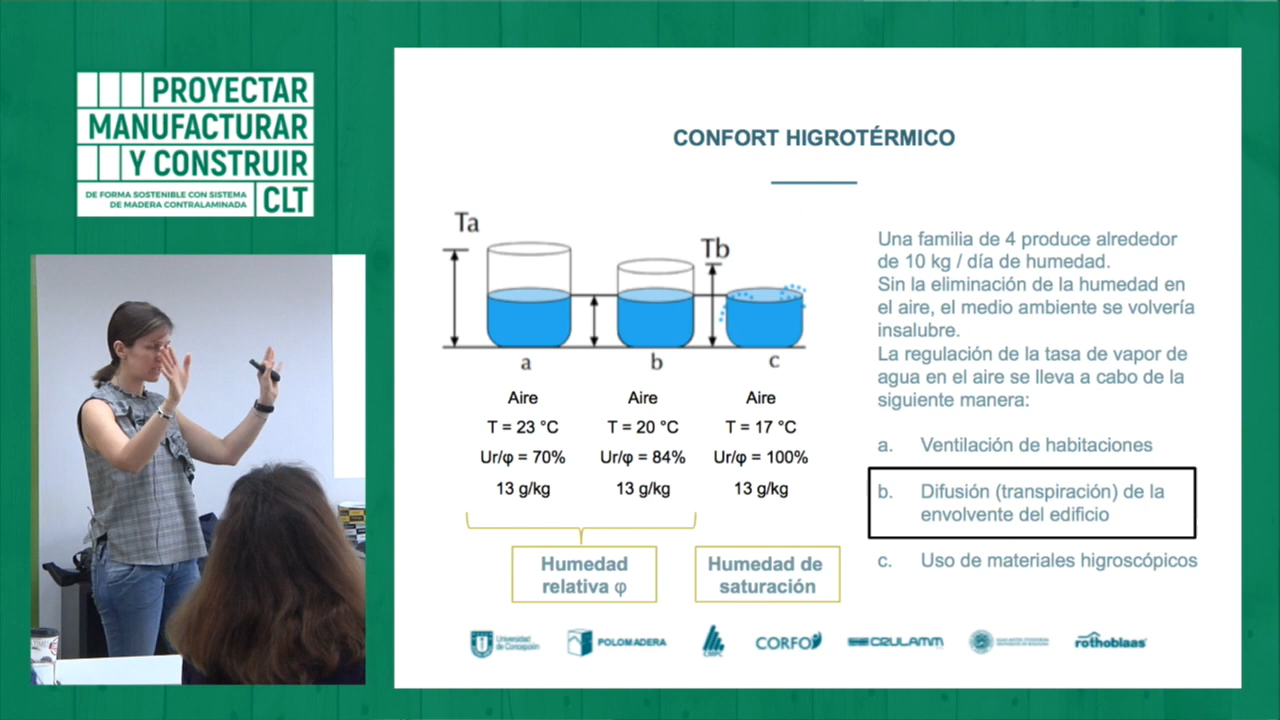 PROYECTAR
MANUFACTURAR
Y CONSTRUIR
DE FORMA SOSTENIBLE CON SISTEMA
DE MADERA CONTRALAMINADA
CLT
CONFORT HIGROTÉRMICO
Ta
Tb
a
b
c
Aire
Aire
Aire
T = 23 °C
T = 20 °C
T = 17 °C
Ur/φ = 70%
Ur/φ = 84%
Ur/φ = 100%
13 g/kg
13 g/kg
13 g/kg
Humedad
relativa φ
Humedad de
saturación
Una familia de 4 produce alrededor
de 10 kg / día de humedad.
Sin la eliminación de la humedad en
el aire, el medio ambiente se volvería
insalubre.
La regulación de la tasa de vapor de
agua en el aire se lleva a cabo de la
siguiente manera:
a. Ventilación de habitaciones
b. Difusión (transpiración) de la
envolvente del edificio
c. Uso de materiales higroscópicos
Universidad
de Concepción
POLOMADERA
CMPC
CORFO
CRULAMM
rothoblaas